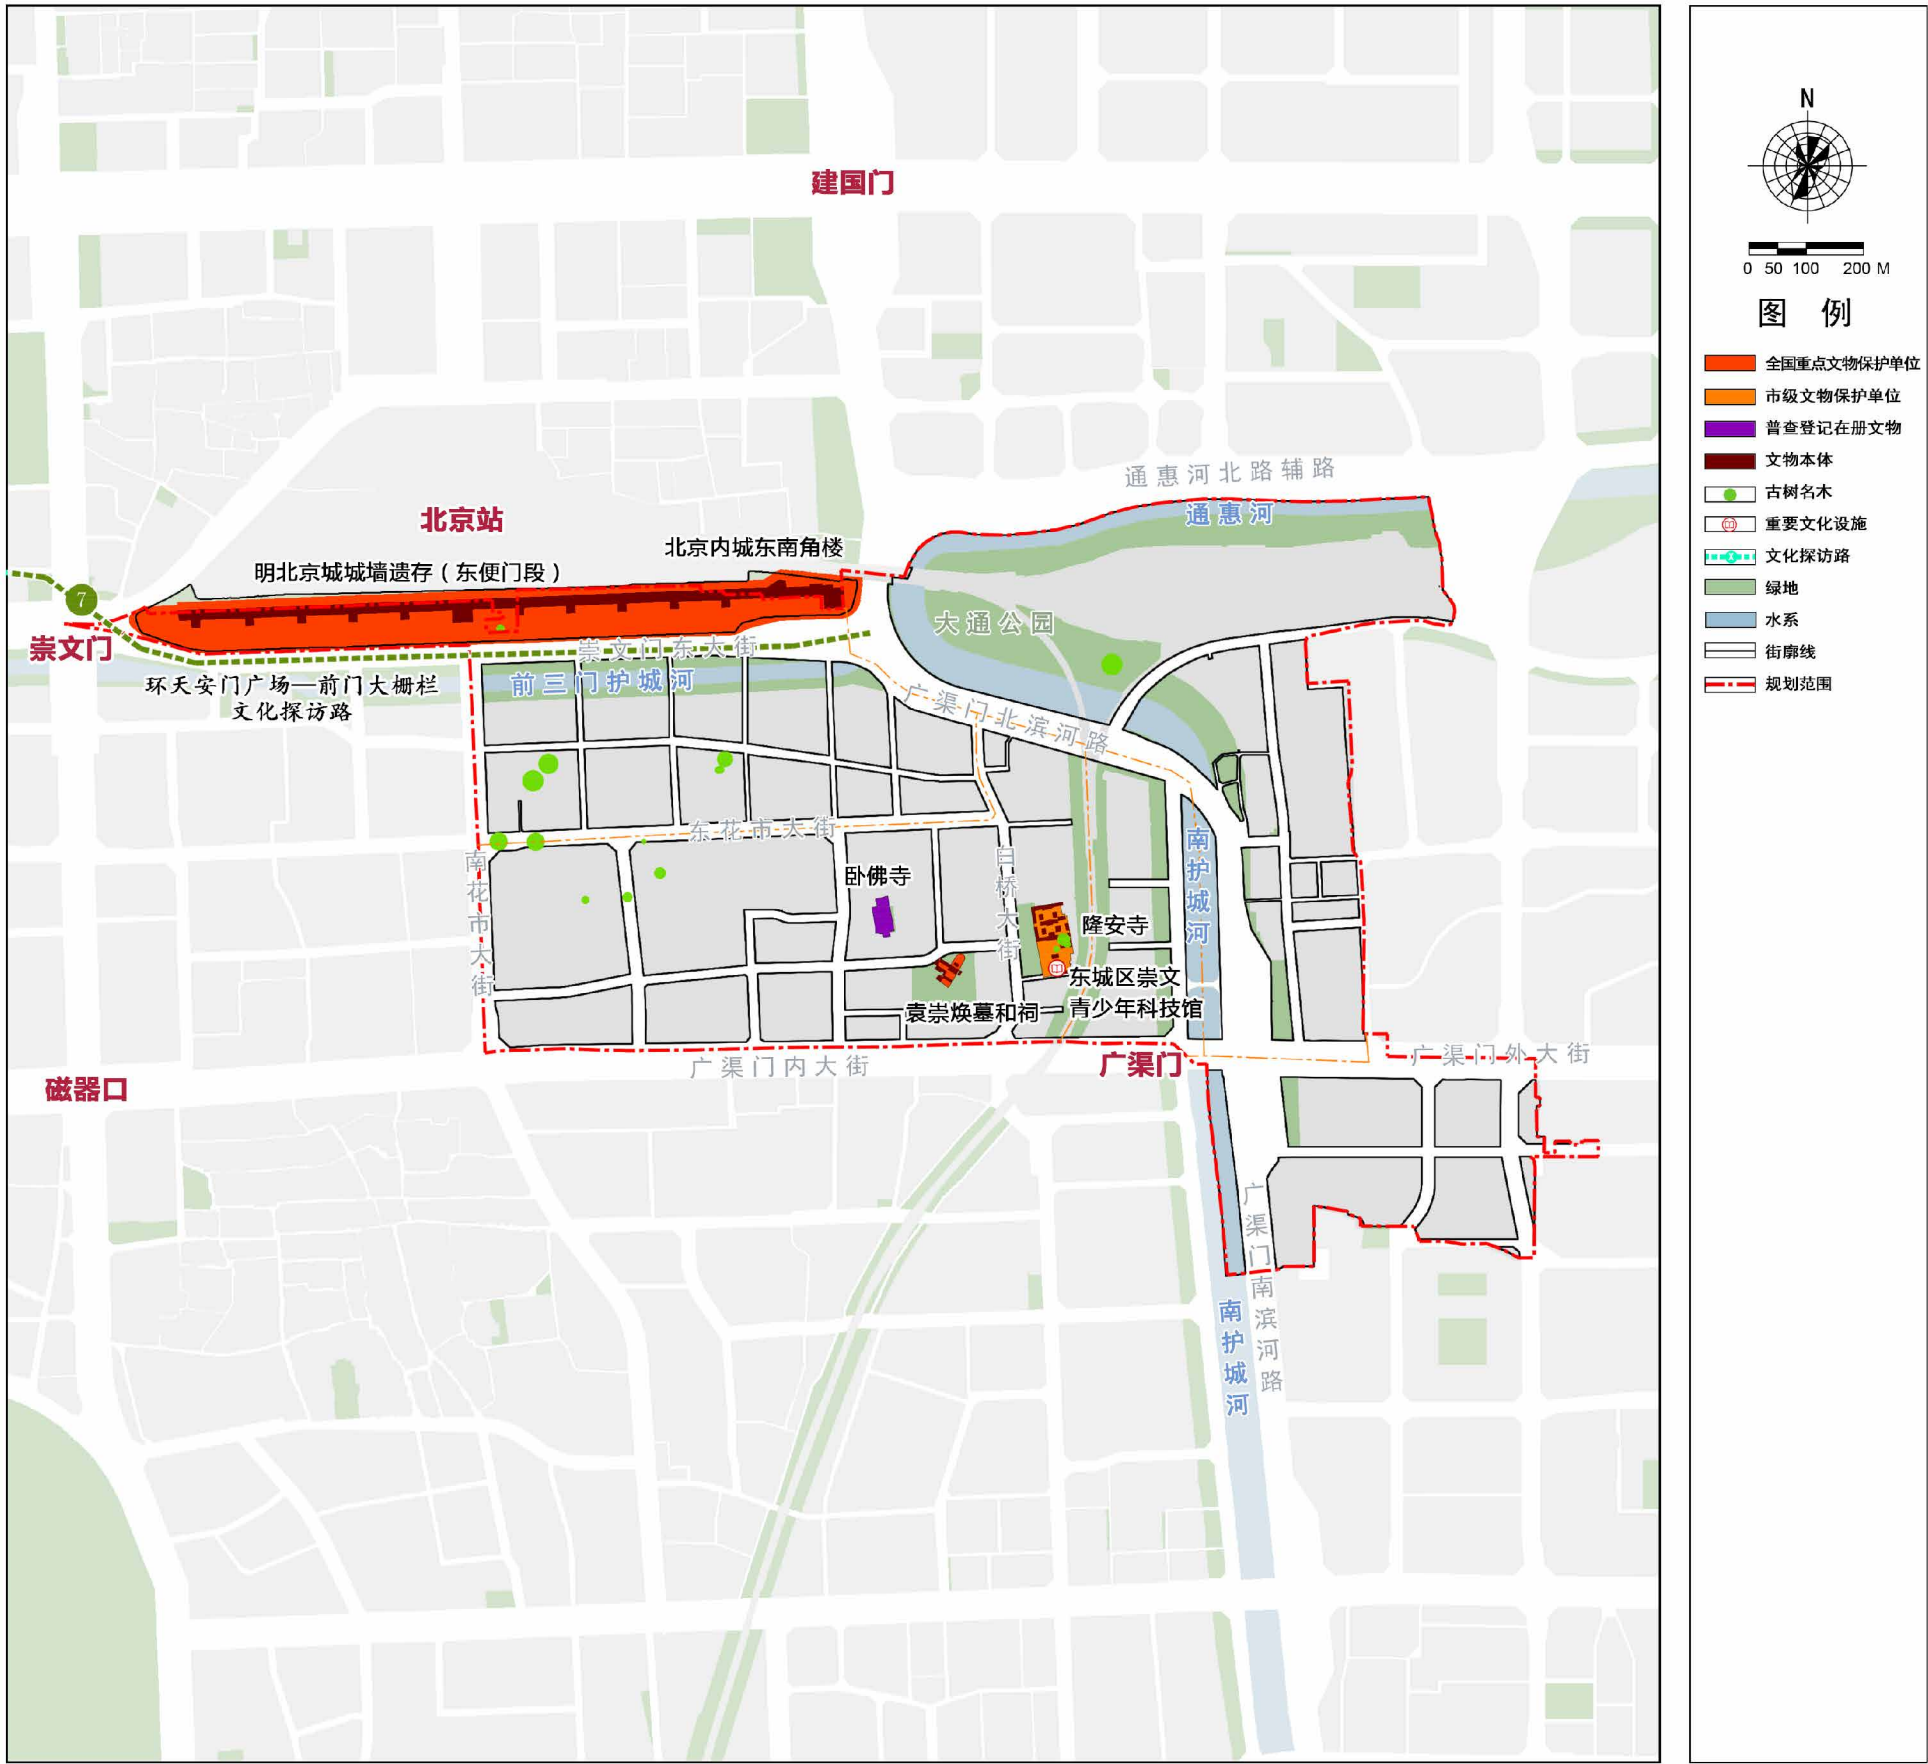 建国门
通惠河北路辅路
通惠河
北京站
北京内城东南角楼
明北京城城墙遗存（东便门段）
7
崇文门
大通公园
崇文门东大街
前三门护城河
环天安门广场—前门大栅栏
文化探访路
广渠门北滨河路
东花市大街
南花市大街
白桥大街
南护城河
卧佛寺
隆安寺
东城区崇文
青少年科技馆
袁崇焕墓和祠
广渠门内大街
广渠门
广渠门外大街
磁器口
广渠门南滨河路
南护城河
N
0 50 100 200 M
图 例
全国重点文物保护单位
市级文物保护单位
普查登记在册文物
文物本体
古树名木
重要文化设施
文化探访路
绿地
水系
街廓线
规划范围